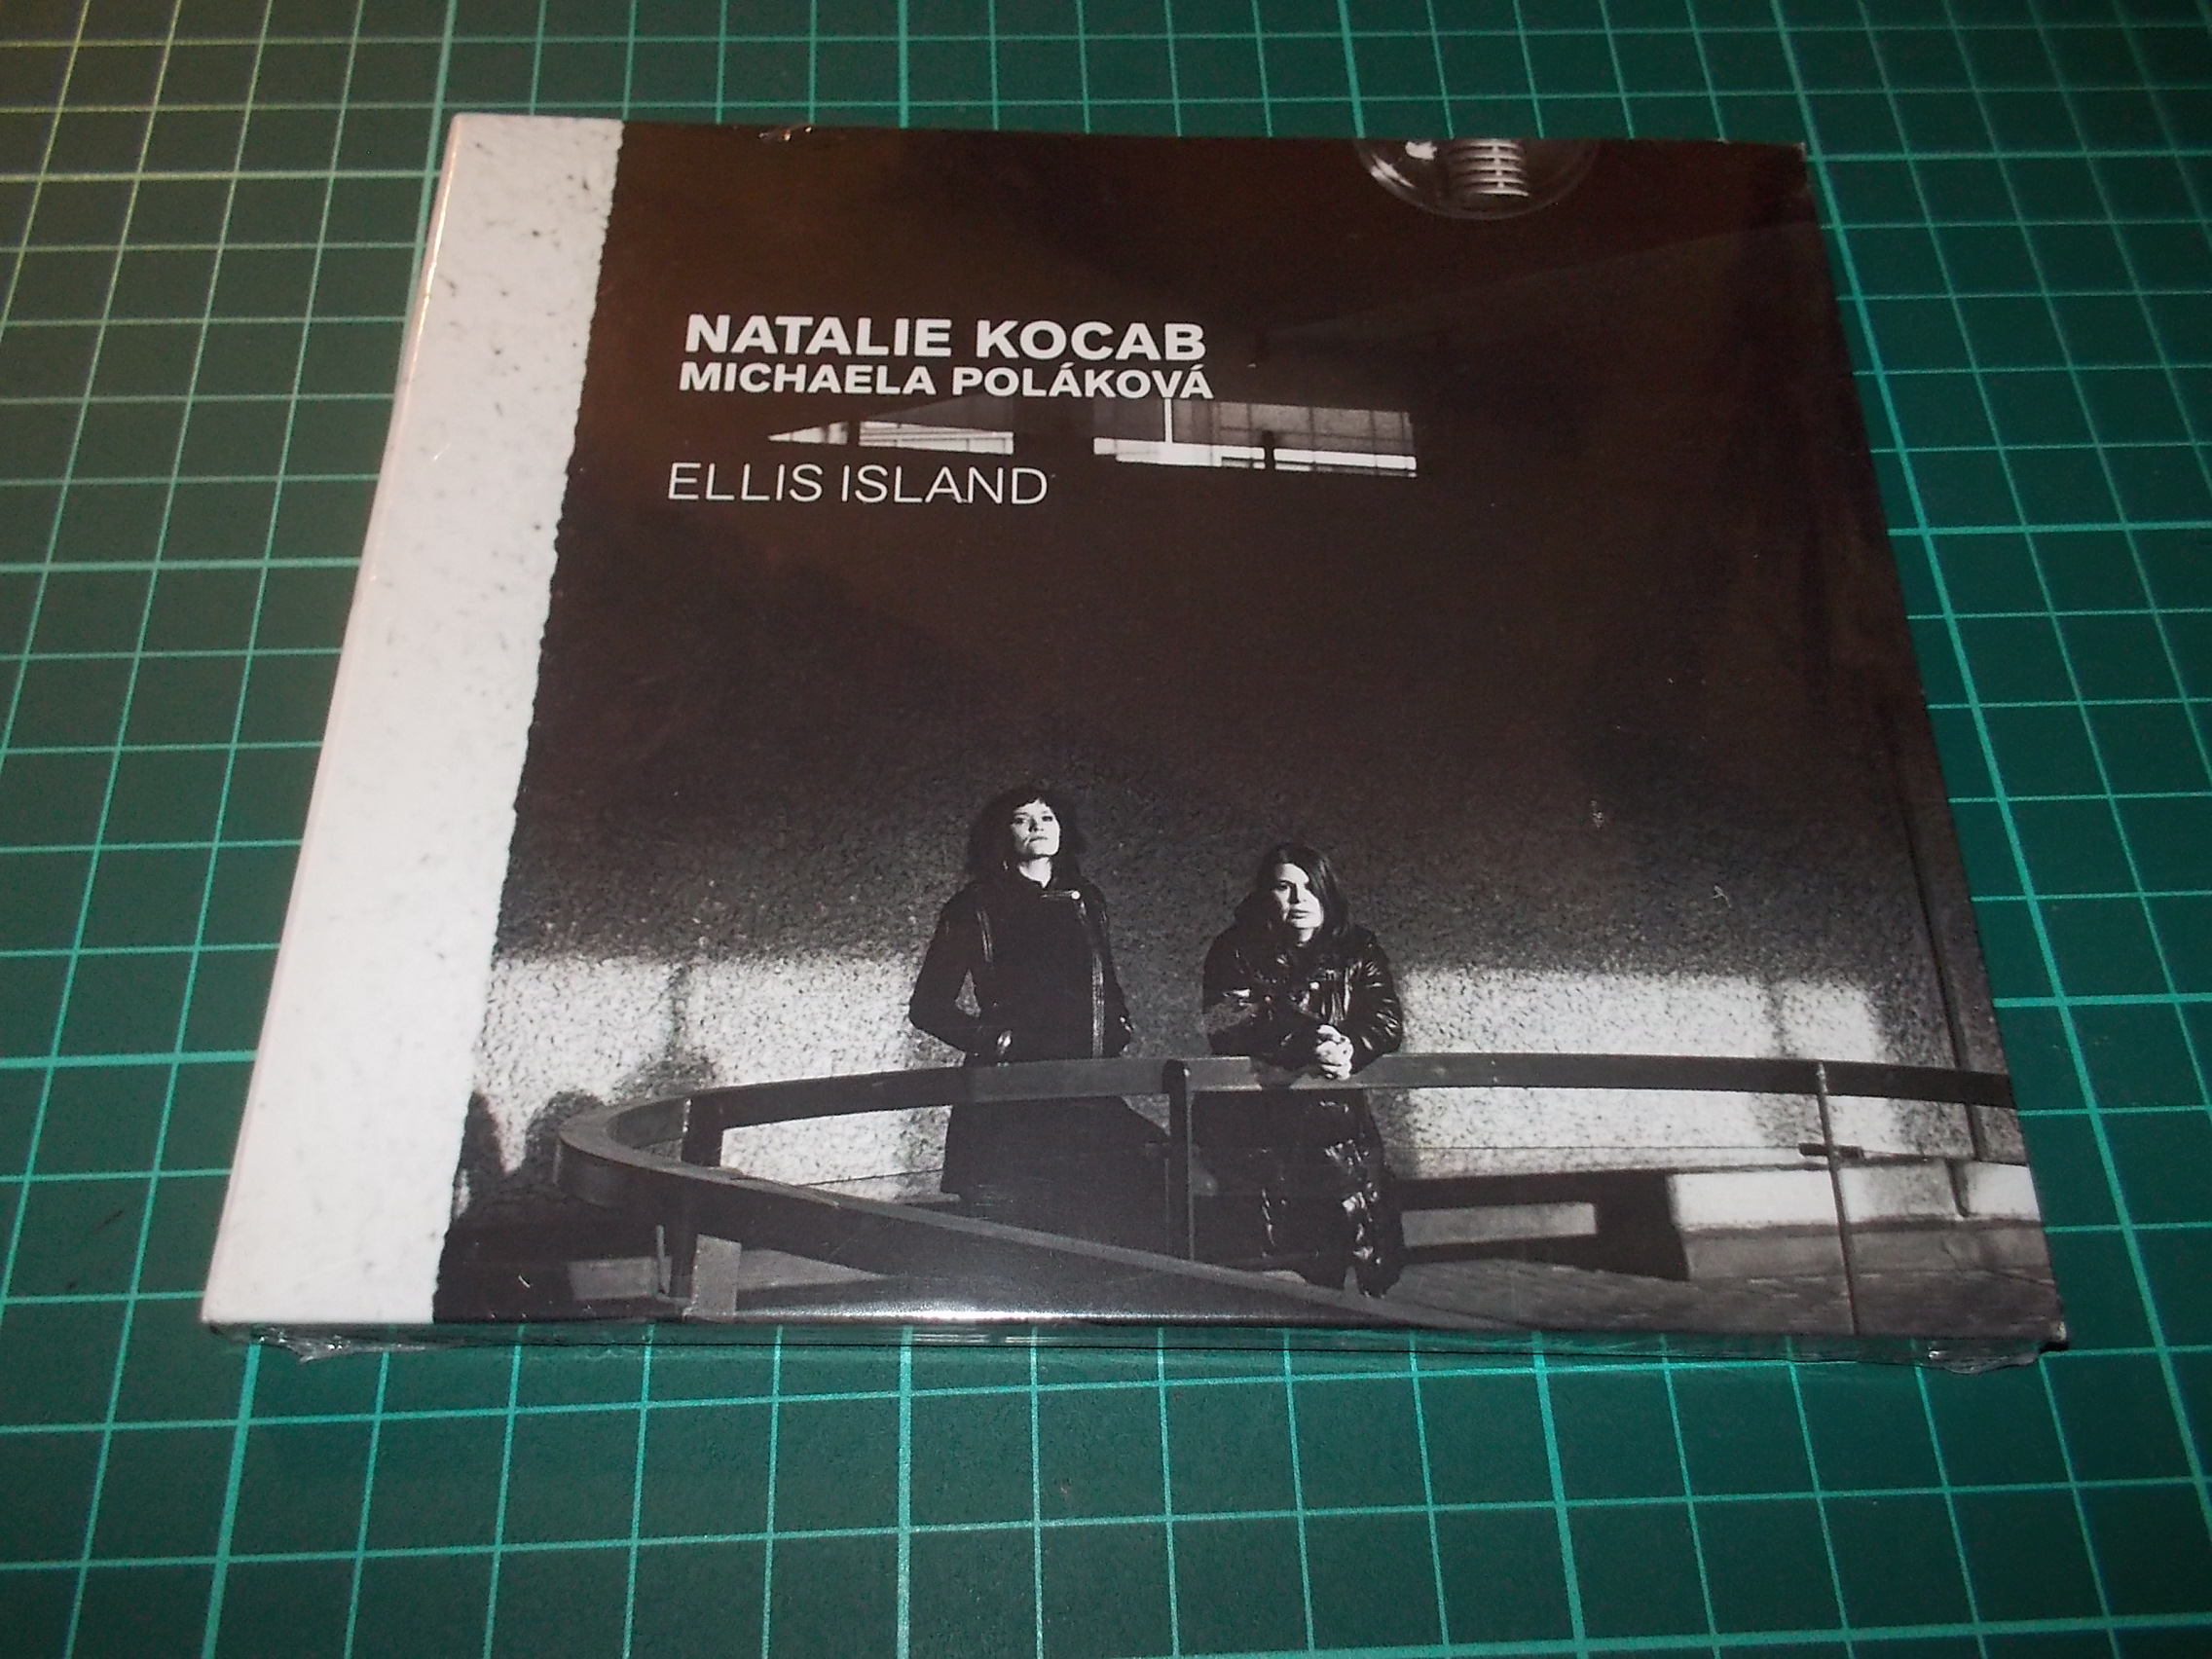 NATALIE KOCAB
MICHAELA POLÁKOVÁ
ELLIS ISLAND